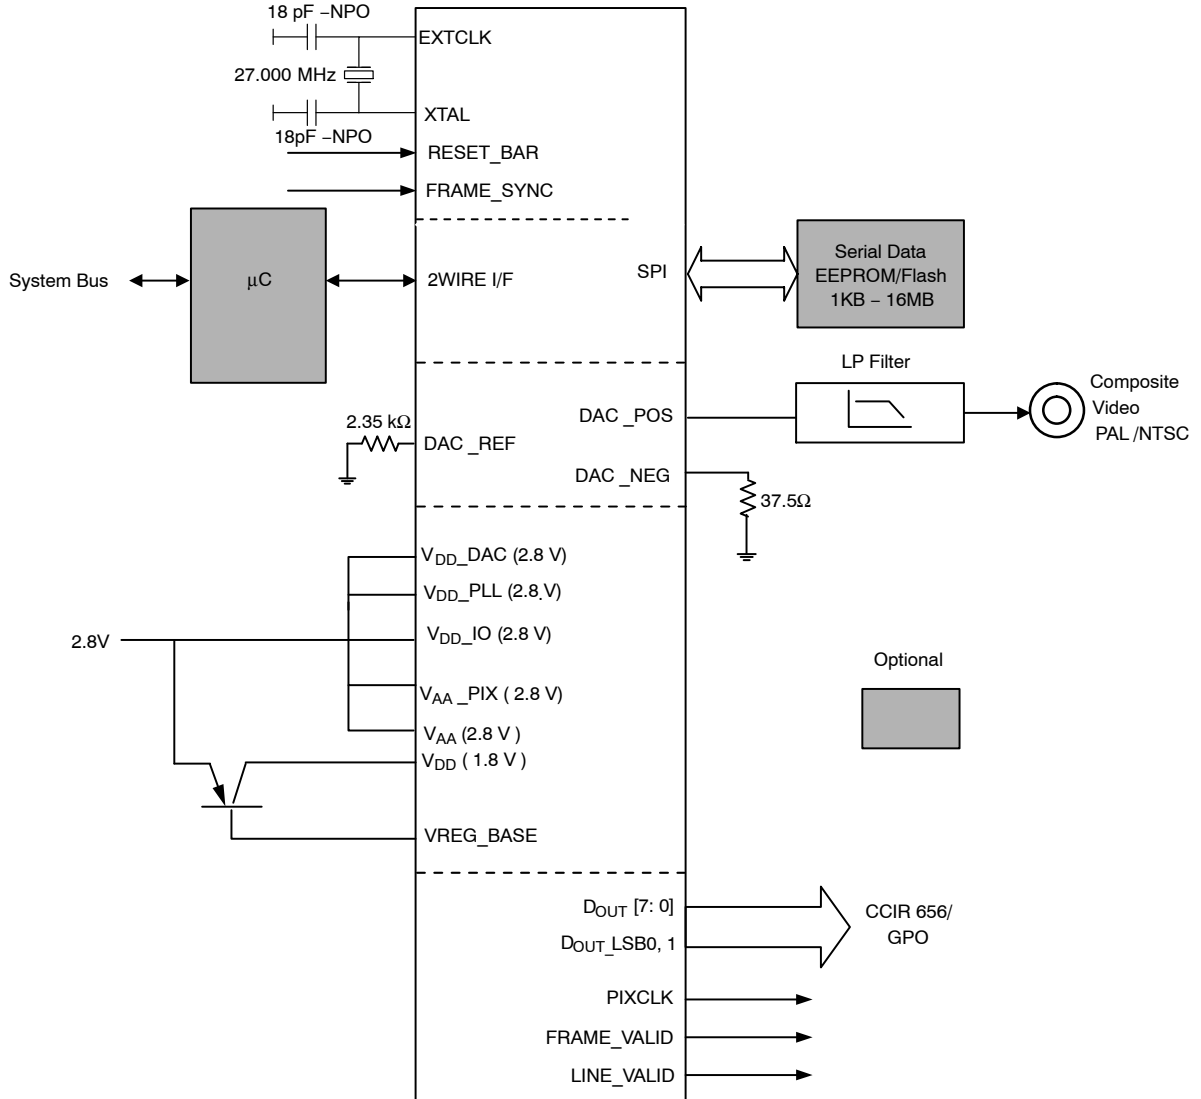 18 pF –NPO
EXTCLK
27.000 MHz
XTAL
18pF –NPO
RESET_BAR
FRAME_SYNC
System Bus
µC
2WIRE I/F
SPI
Serial Data
EEPROM/Flash
1KB – 16MB
LP Filter
Composite
Video
PAL /NTSC
DAC _POS
2.35 kΩ
DAC _REF
DAC _NEG
37.5Ω
VDD_DAC (2.8 V)
VDD_PLL (2.8 V)
2.8V
VDD_IO (2.8 V)
Optional
VAA _PIX ( 2.8 V)
VAA (2.8 V )
VDD ( 1.8 V )
VREG_BASE
DOUT [7: 0]
DOUT_LSB0, 1
CCIR 656/
GPO
PIXCLK
FRAME_VALID
LINE_VALID